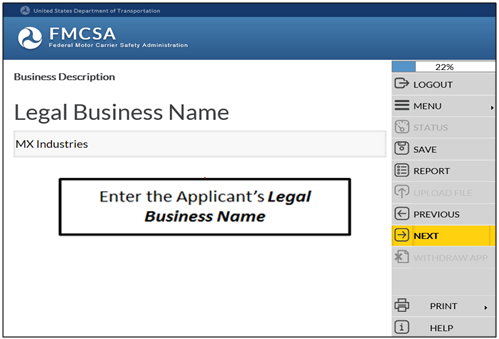 United States Department of Transportation
FMCSA
Federal Motor Carrier Safety Administration
Business Description
Legal Business Name
MX Industries
Enter the Applicant's Legal
Business Name
22%
LOGOUT
MENU
STATUS
SAVE
REPORT
UPLOAD FILE
PREVIOUS
NEXT
WITHDRAW APP
PRINT
HELP